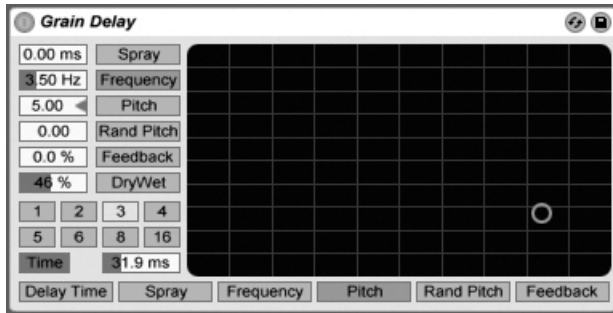 Grain Delay
0.00 ms Spray
3.50 Hz Frequency
5.00 Pitch
0.00 Rand Pitch
0.0 % Feedback
46 % DryWet
1 2 3 4
5 6 8 16
Time 31.9 ms
Delay Time Spray Frequency Pitch Rand Pitch Feedback